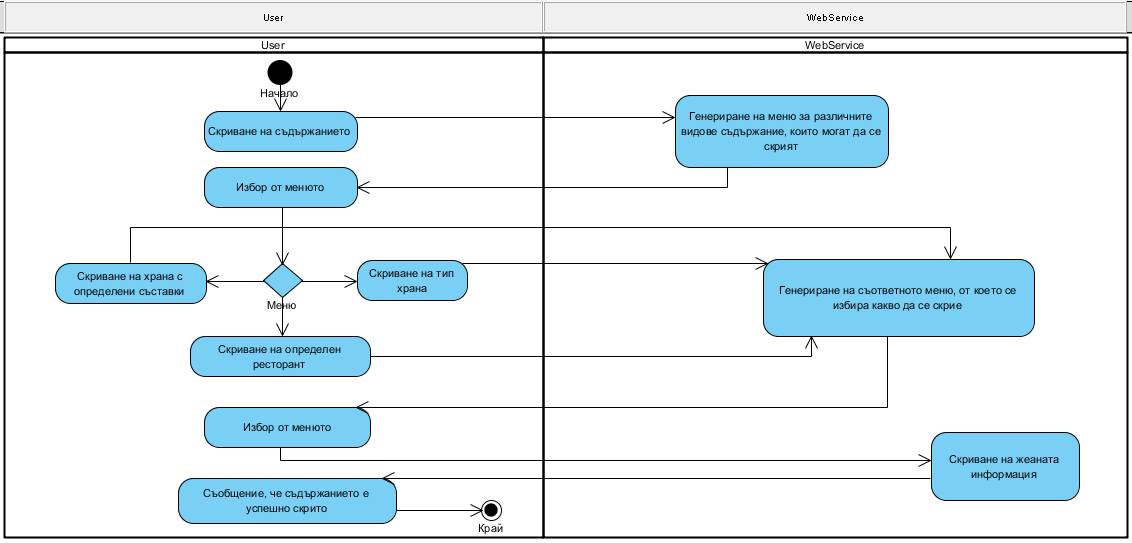 User
WebService
User
WebService
Начало
Скриване на съдържанието
Генериране на меню за различните
видове съдържание, които могат да се
скрият
Избор от менюто
Скриване на храна с
определени съставки
Скриване на тип
храна
Меню
Генериране на съответното меню, от което се
избира какво да се скрие
Скриване на определен
ресторант
Избор от менюто
Скриване на жеаната
информация
Съобщение, че съдържанието е
успешно скрито
Край